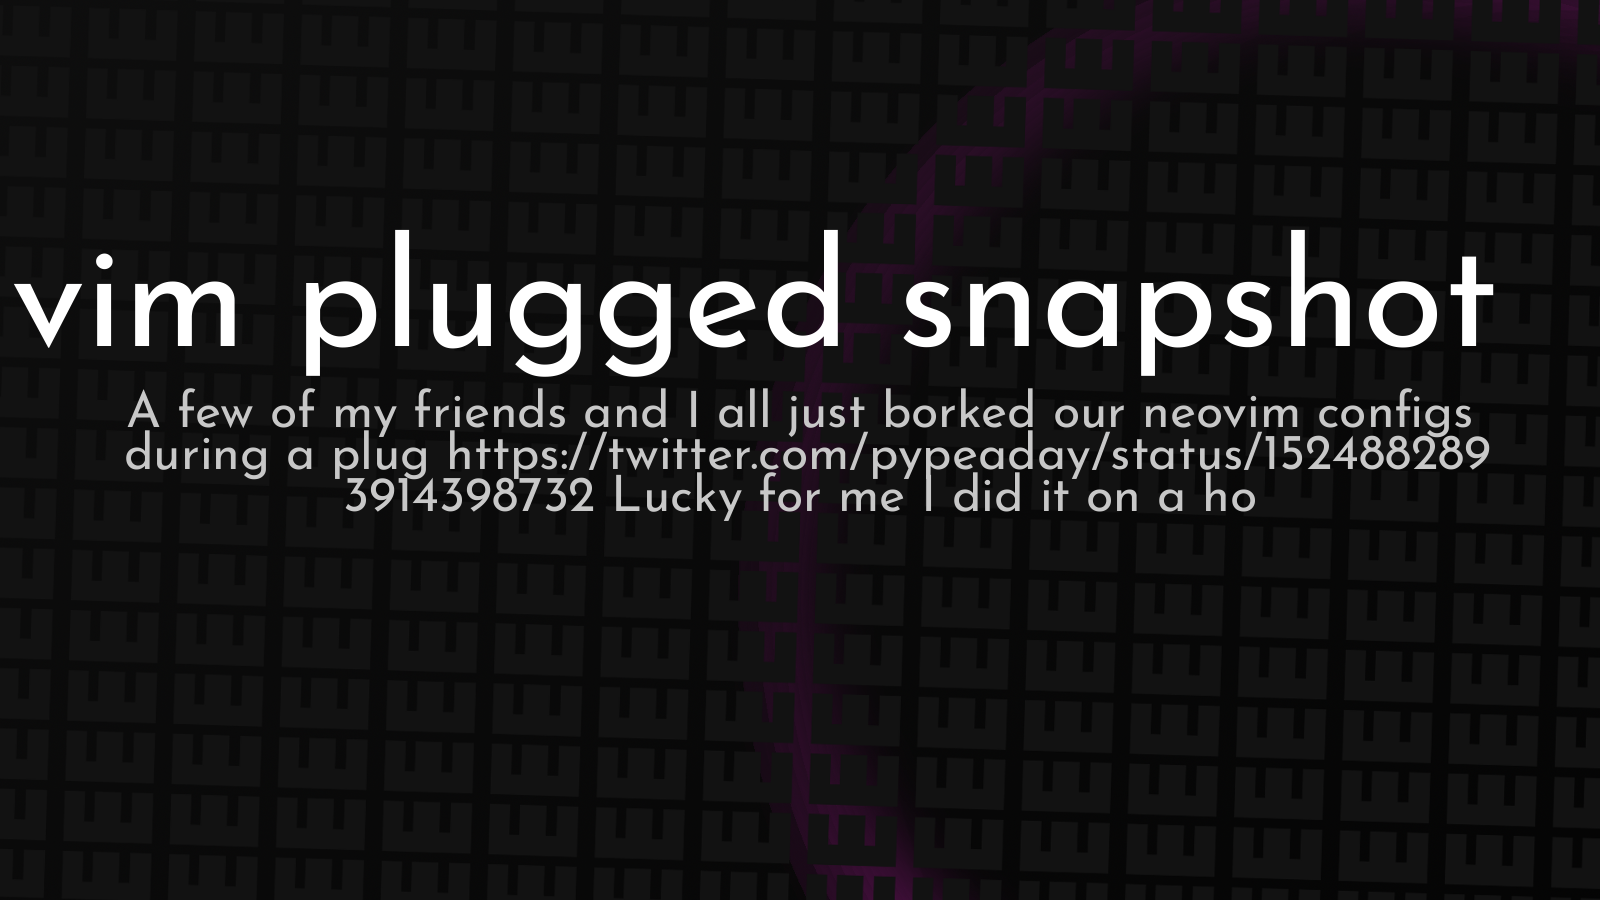 vim plugged snapshot
A few of my friends and I all just borked our neovim configs
during a plug https://twitter.com/pypeaday/status/152488289
3914398732 Lucky for me I did it on a ho